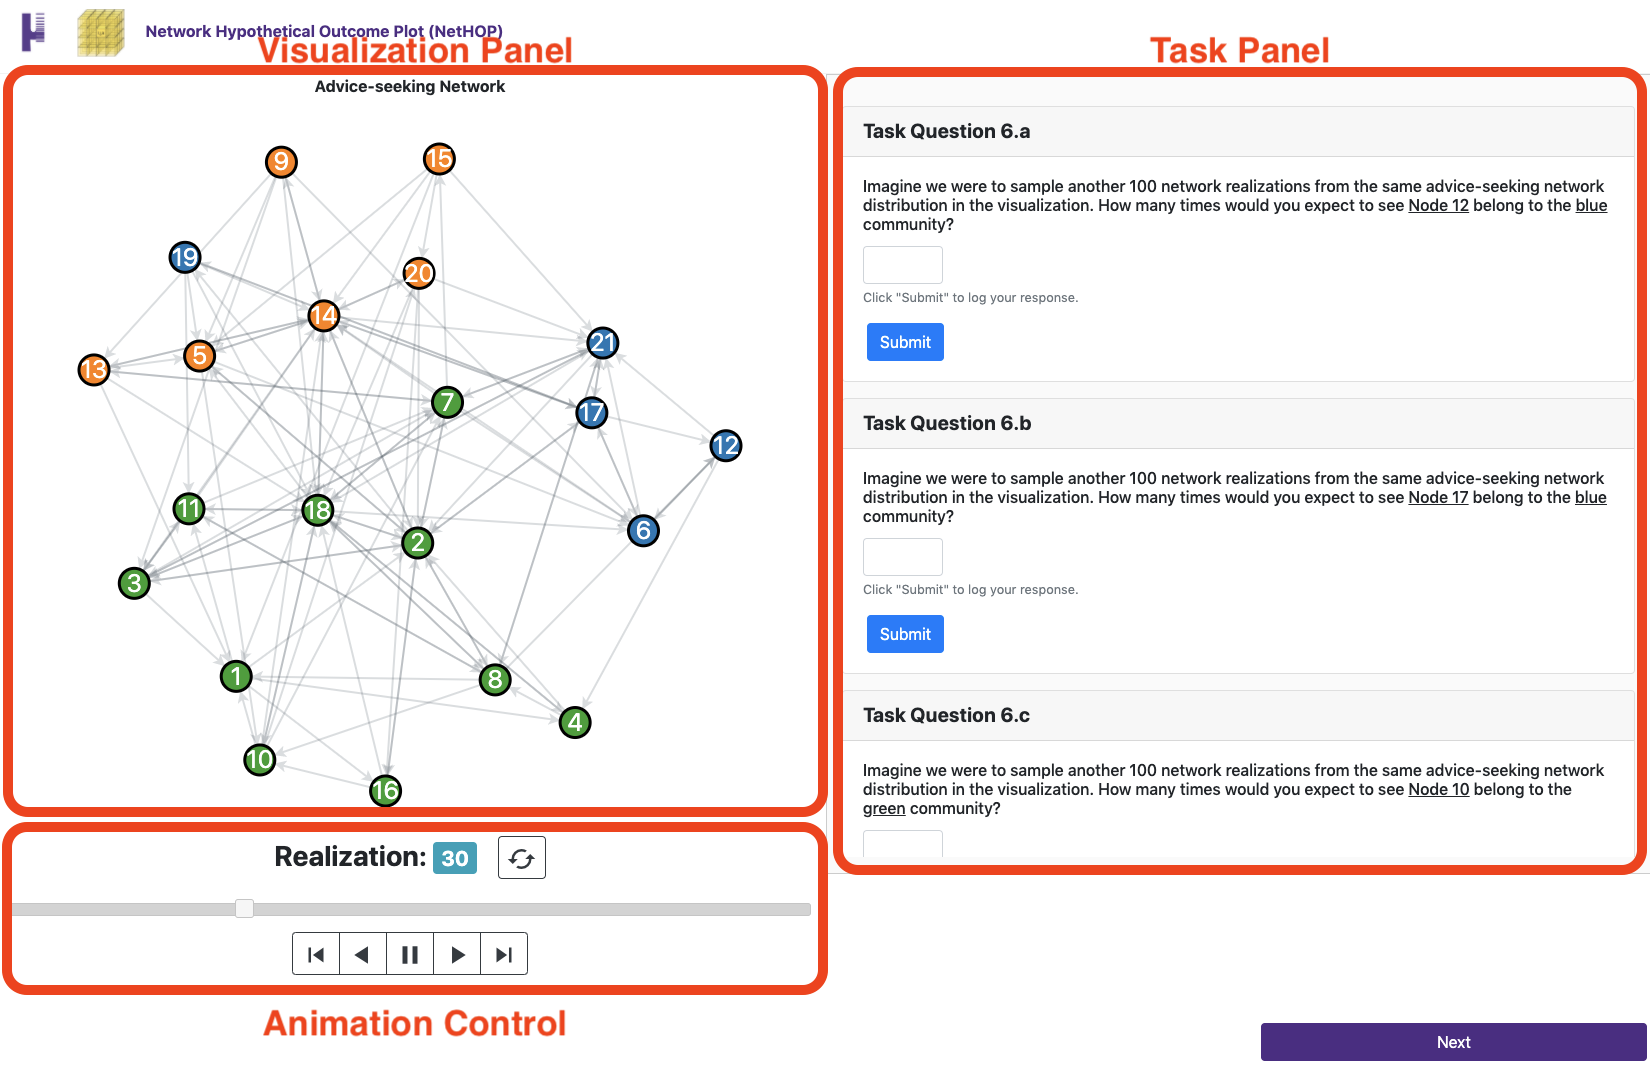 Network Hypothetical Outcome Plot (NetHOP)
Visualization Panel
Task Panel
Advice-seeking Network
9
15
19
20
14
21
5
13
7
17
12
11
18
6
2
3
1
8
4
10
16
Realization: 30
Animation Control
Task Question 6.a
Imagine we were to sample another 100 network realizations from the same advice-seeking network
distribution in the visualization. How many times would you expect to see Node 12 belong to the blue
community?
Click "Submit" to log your response.
Submit
Task Question 6.b
Imagine we were to sample another 100 network realizations from the same advice-seeking network
distribution in the visualization. How many times would you expect to see Node 17 belong to the blue
community?
Click "Submit" to log your response.
Submit
Task Question 6.c
Imagine we were to sample another 100 network realizations from the same advice-seeking network
distribution in the visualization. How many times would you expect to see Node 10 belong to the
green community?
Next